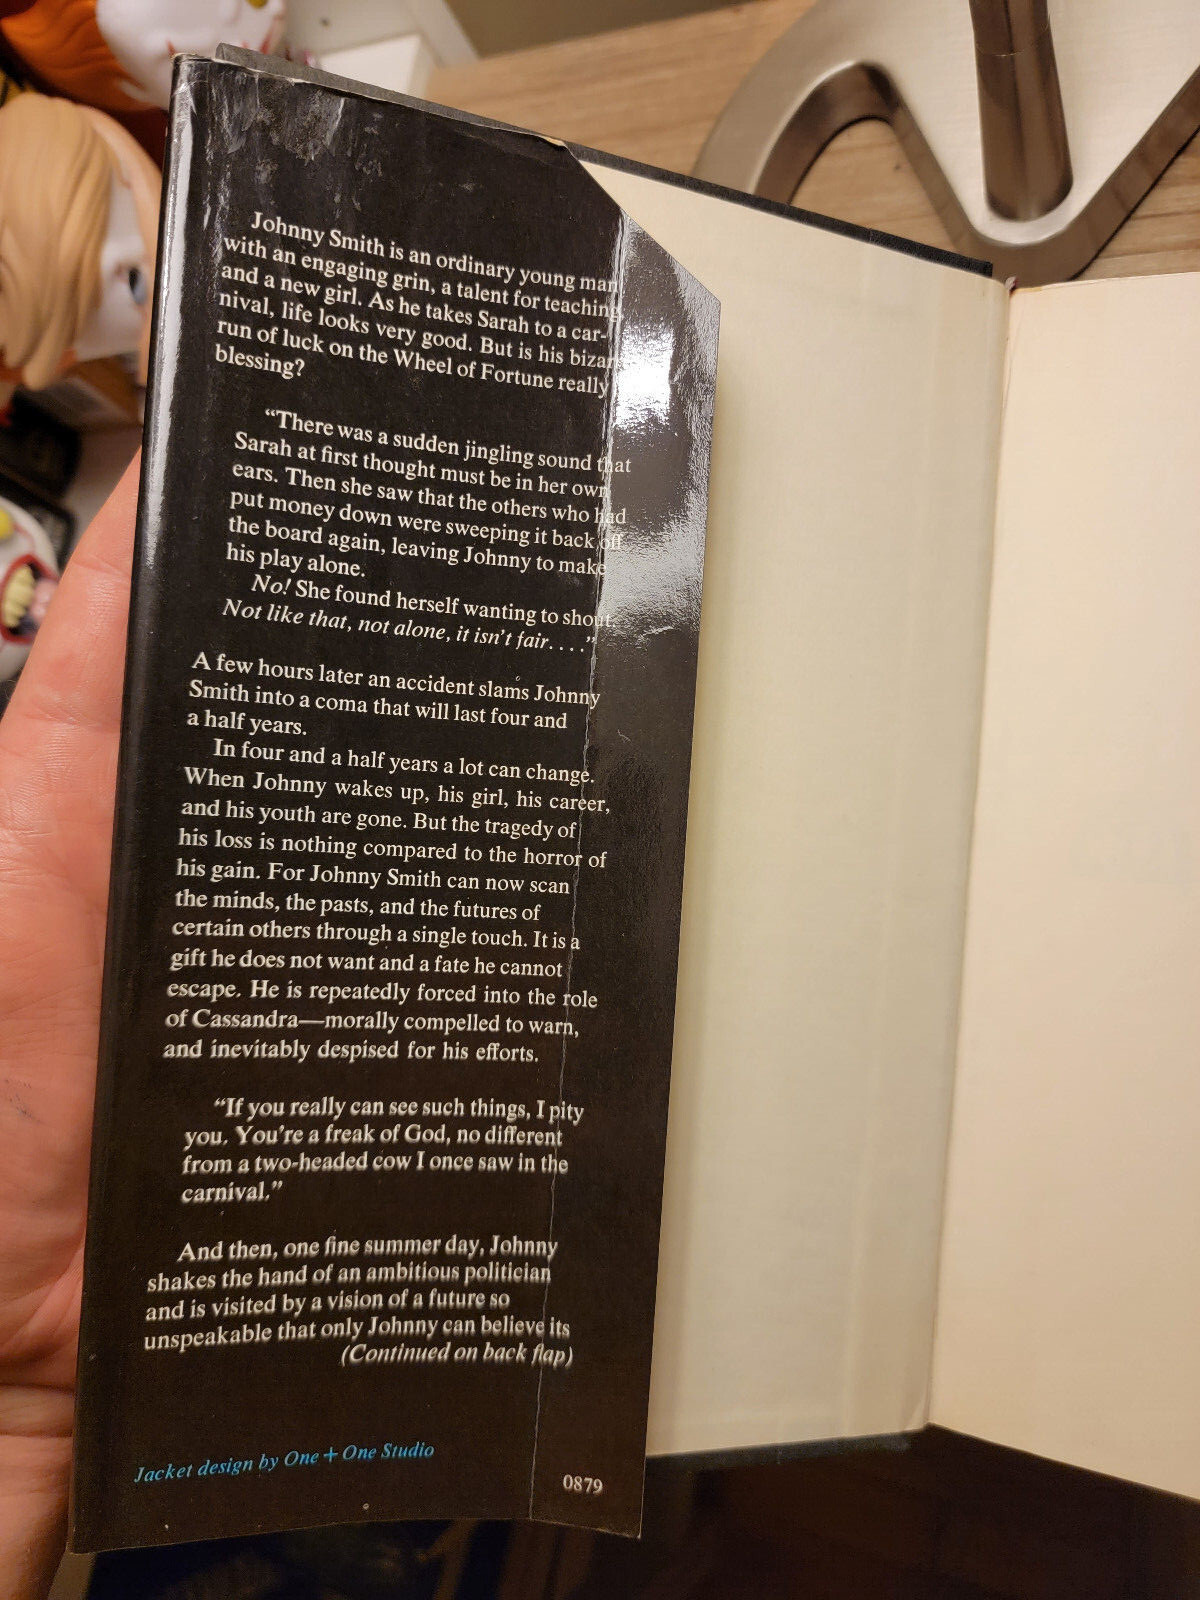 Johnny Smith is an ordinary young man
with an engaging grin, a talent for teaching
and a new girl. As he takes Sarah to a car-
nival, life looks very good. But is his
run of luck on the Wheel of Fortune really
blessing?
“There was a sudden jingling sound that
Sarah at first thought must be in her own
ears. Then she saw that the others who had
put money down were sweeping it back off
the board again, leaving Johnny to make
his play alone.
No! She found herself wanting to shout.
Not like that, not alone, it isn’t fair. . . .”
A few hours later an accident slams Johnny
Smith into a coma that will last four and
a half years.
In four and a half years a lot can change.
When Johnny wakes up, his girl, his career,
and his youth are gone. But the tragedy of
his loss is nothing compared to the horror of
his gain. For Johnny Smith can now scan
the minds, the pasts, and the futures of
certain others through a single touch. It is a
gift he does not want and a fate he cannot
escape. He is repeatedly forced into the role
of Cassandra—morally compelled to warn,
and inevitably despised for his efforts.
“If you really can see such things, I pity
you. You’re a freak of God, no different
from a two-headed cow I once saw in the
carnival.”
And then, one fine summer day, Johnny
shakes the hand of an ambitious politician
and is visited by a vision of a future so
unspeakable that only Johnny can believe its
(Continued on back flap)
Jacket design by One + One Studio
0879